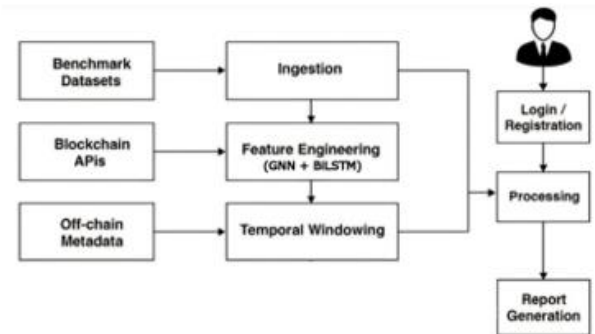 Benchmark
Datasets
Ingestion
Login /
Registration
Blockchain
APIs
Feature Engineering
(GNN + BiLSTM)
Processing
Off-chain
Metadata
Temporal Windowing
Report
Generation